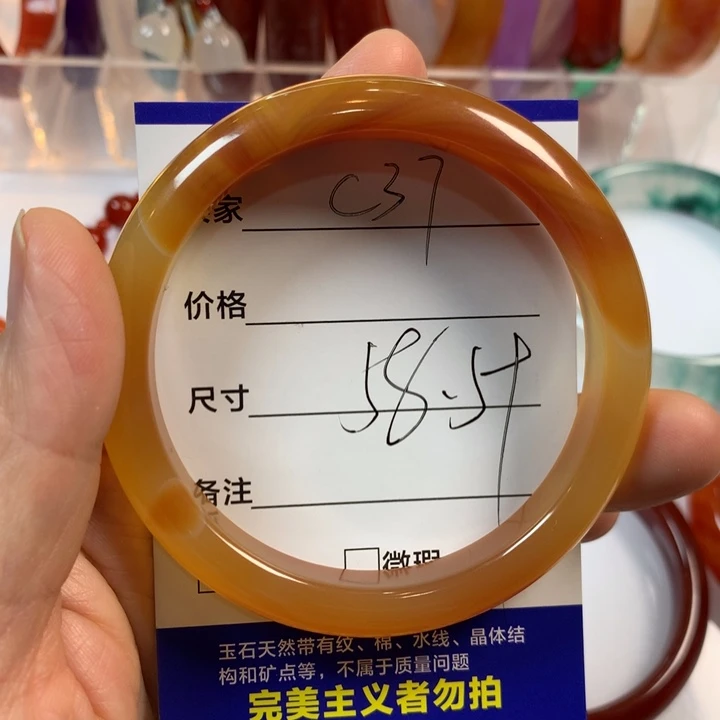 家 C37
价格
尺寸 58.5
备注
微瑕
玉石天然带有纹、棉、水线、晶体结
构和矿点等，不属于质量问题
完美主义者勿拍